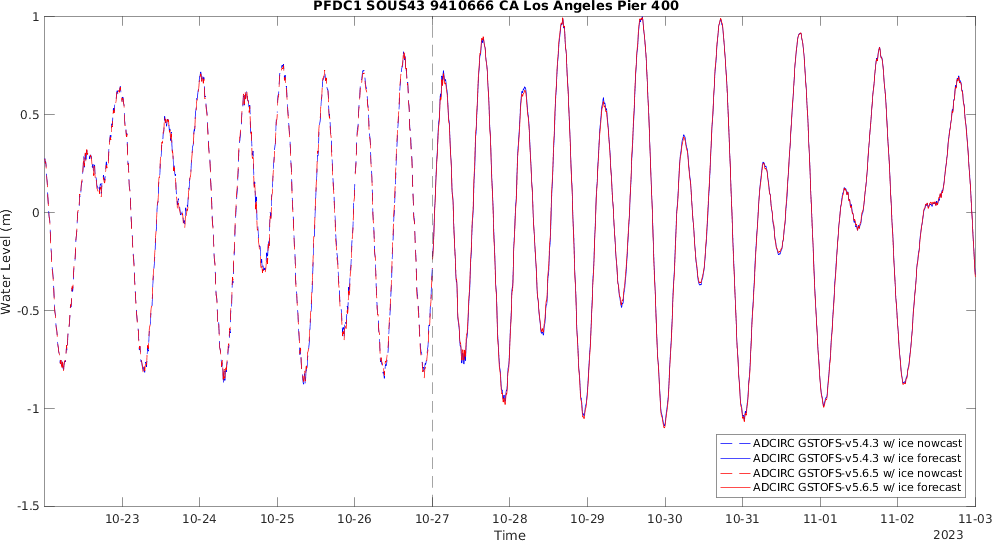 PFDC1 SOUS43 9410666 CA Los Angeles Pier 400
1
0.5
0
-0.5
-1
-1.5
Water Level (m)
ADCIRC GSTOFS-v5.4.3 w/ ice nowcast
ADCIRC GSTOFS-v5.4.3 w/ ice forecast
ADCIRC GSTOFS-v5.6.5 w/ ice nowcast
ADCIRC GSTOFS-v5.6.5 w/ ice forecast
10-23 10-24 10-25 10-26 10-27 10-28 10-29 10-30 10-31 11-01 11-02 11-03
Time
2023